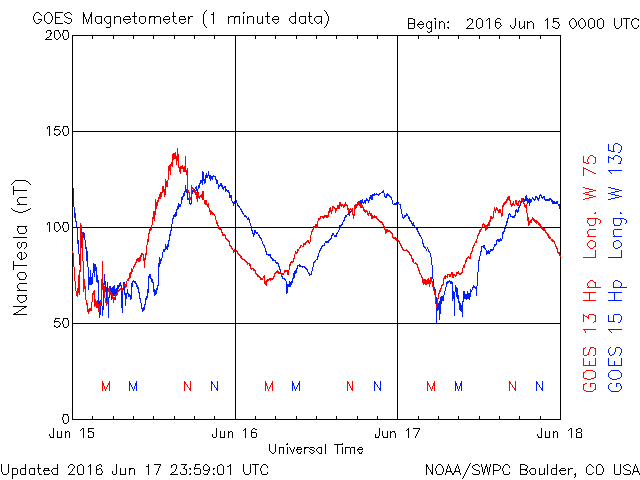 GOES Magnetometer (1 minute data)
Begin: 2016 Jun 15 0000 UTC
200
150
100
50
0
NanoTesla (nT)
M M N N M M N N M M N N
Jun 15 Jun 16 Jun 17 Jun 18
Universal Time
GOES 13 Hp Long. W 75
GOES 15 Hp Long. W 135
Updated 2016 Jun 17 23:59:01 UTC
NOAA/SWPC Boulder, CO USA